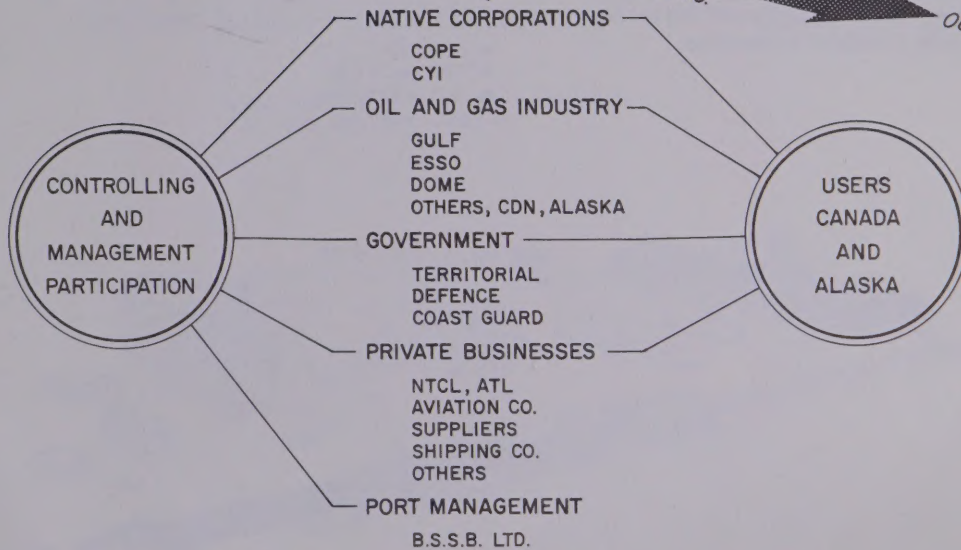 NATIVE CORPORATIONS
COPE
CYI
OIL AND GAS INDUSTRY
GULF
ESSO
DOME
OTHERS, CDN, ALASKA
CONTROLLING
AND
MANAGEMENT
PARTICIPATION
GOVERNMENT
TERRITORIAL
DEFENCE
COAST GUARD
USERS
CANADA
AND
ALASKA
PRIVATE BUSINESSES
NTCL, ATL
AVIATION CO.
SUPPLIERS
SHIPPING CO.
OTHERS
PORT MANAGEMENT
B.S.S.B. LTD.